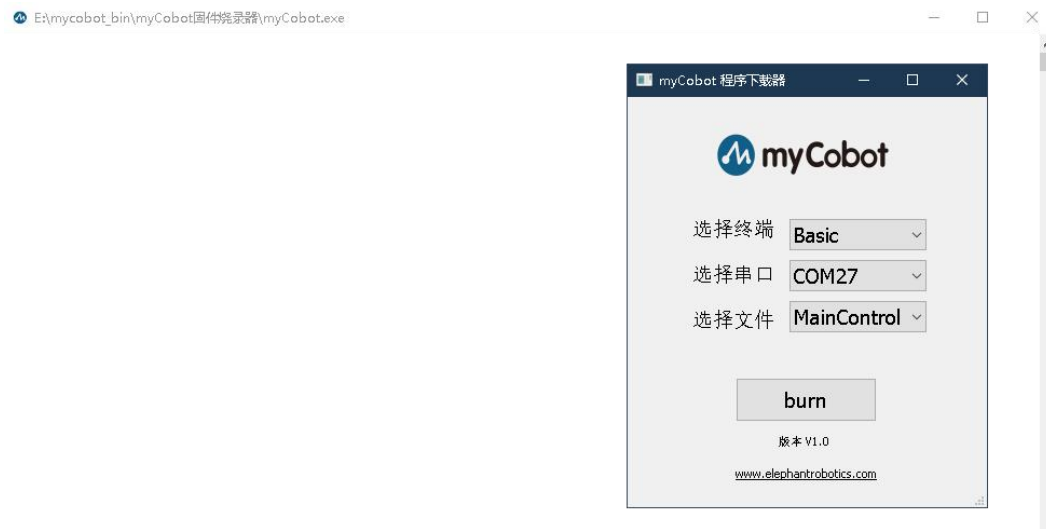 E:\mycobot_bin\myCobot固件烧录器\myCobot.exe
myCobot 程序下载器
myCobot
选择终端 Basic
选择串口 COM27
选择文件 MainControl
burn
版本 V1.0
www.elephantrobotics.com